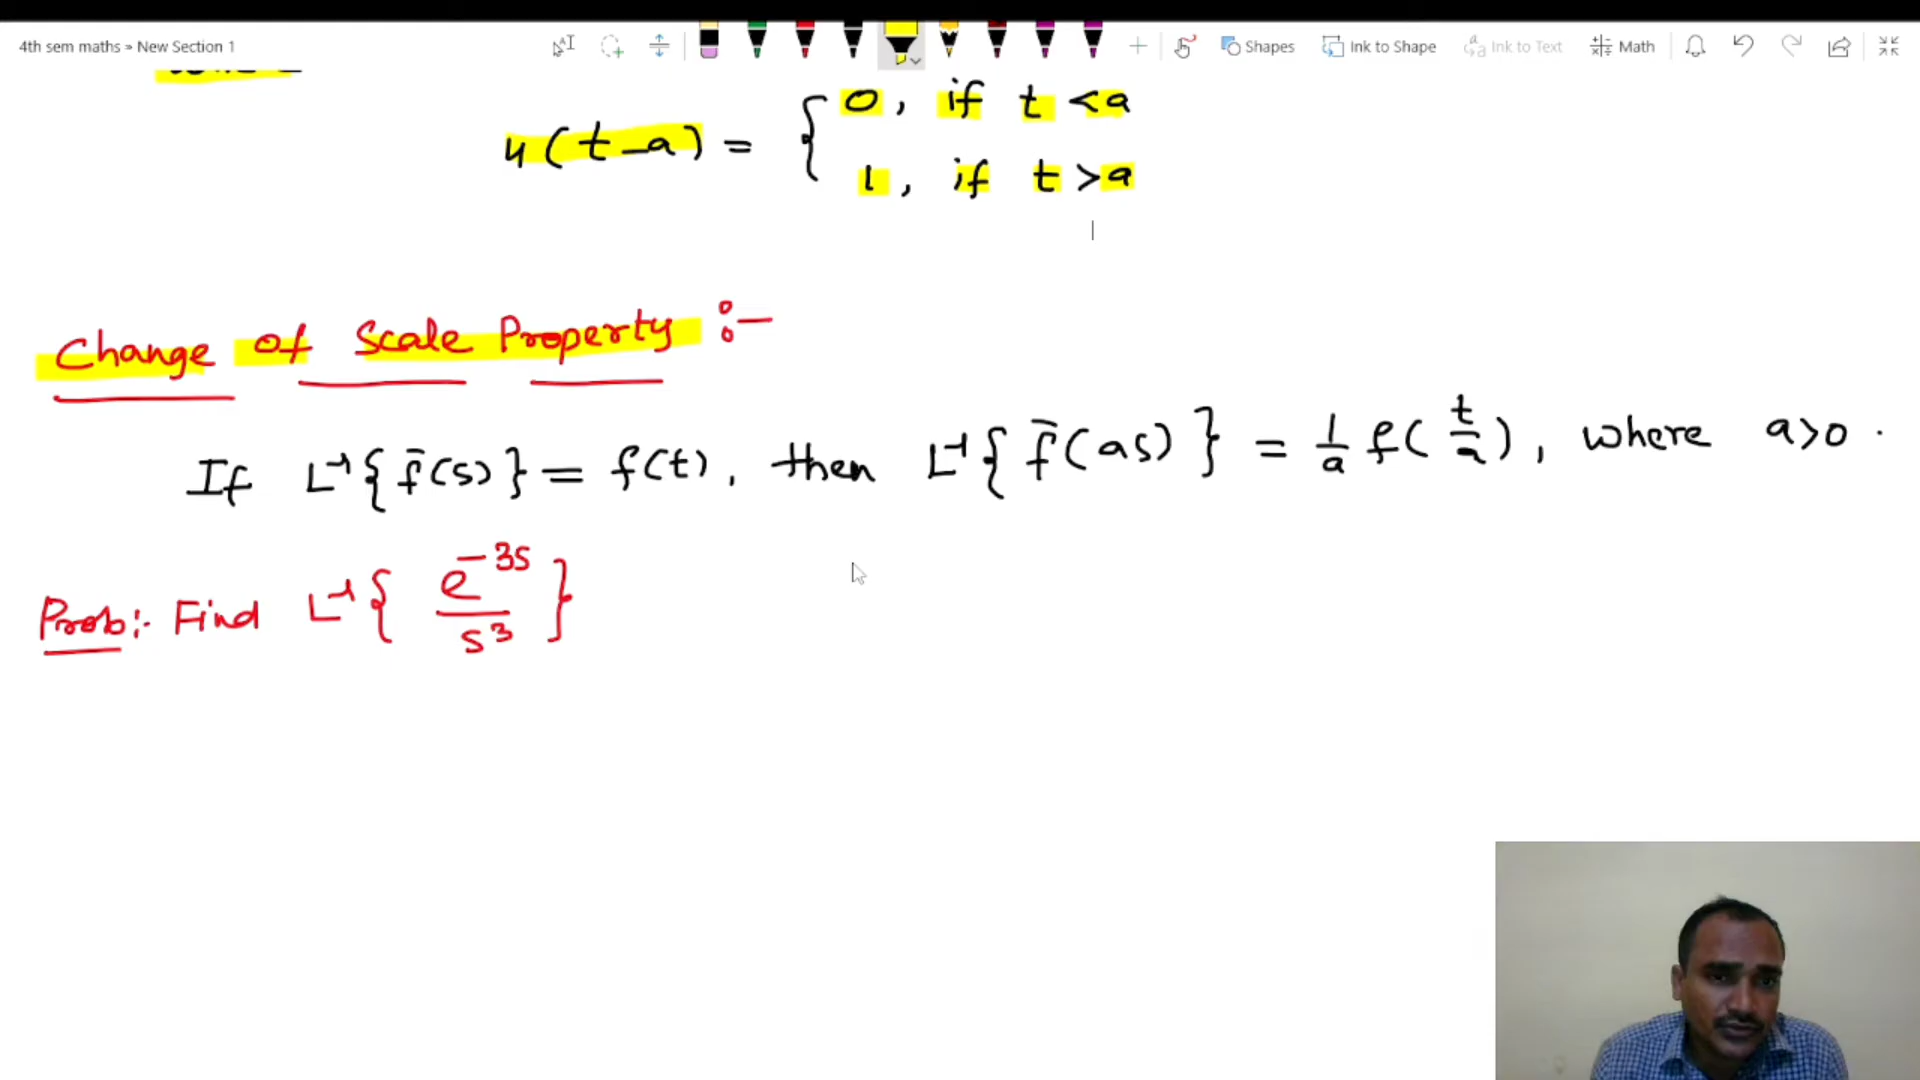 4th sem maths » New Section 1
Shapes Ink to Shape Ink to Text Math
u(t-a) = { 0, if t < a
1, if t > a
Change of Scale Property :-
If L⁻¹{f̄(s)} = f(t), then L⁻¹{f̄(as)} = 1/a f(t/a), where a>0.
Prob:- Find L⁻¹{e^-3s/s³}